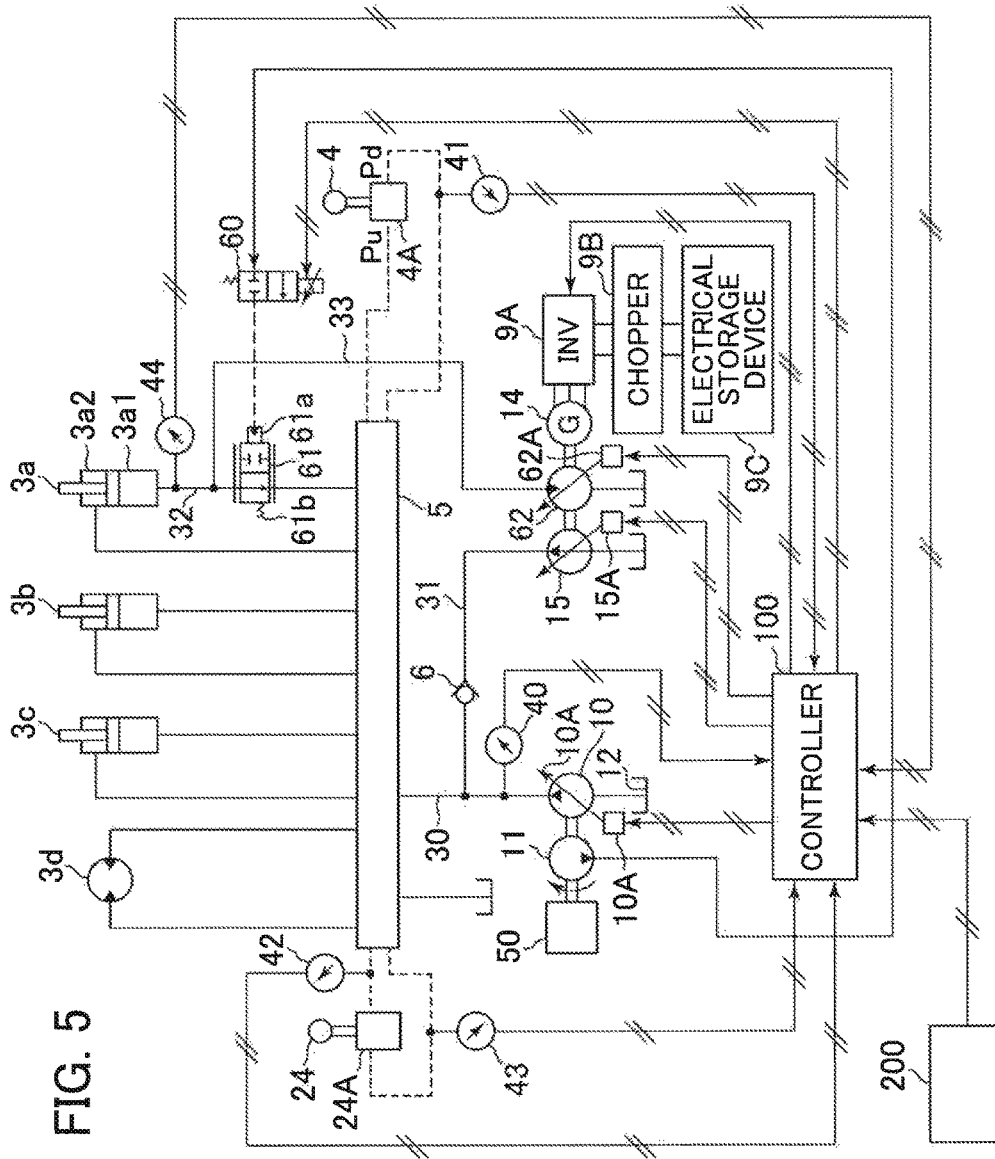 FIG. 5
3d
3c
3b
3a
3a2
3a1
44
32
33
60
4
Pu
Pd
4A
41
42
24
24A
43
5
61a
61
61b
6
31
30
40
10A
10
12
11
50
10A
15
15A
62
62A
14
G
9A
INV
9B
CHOPPER
ELECTRICAL
STORAGE
DEVICE
9C
100
CONTROLLER
200